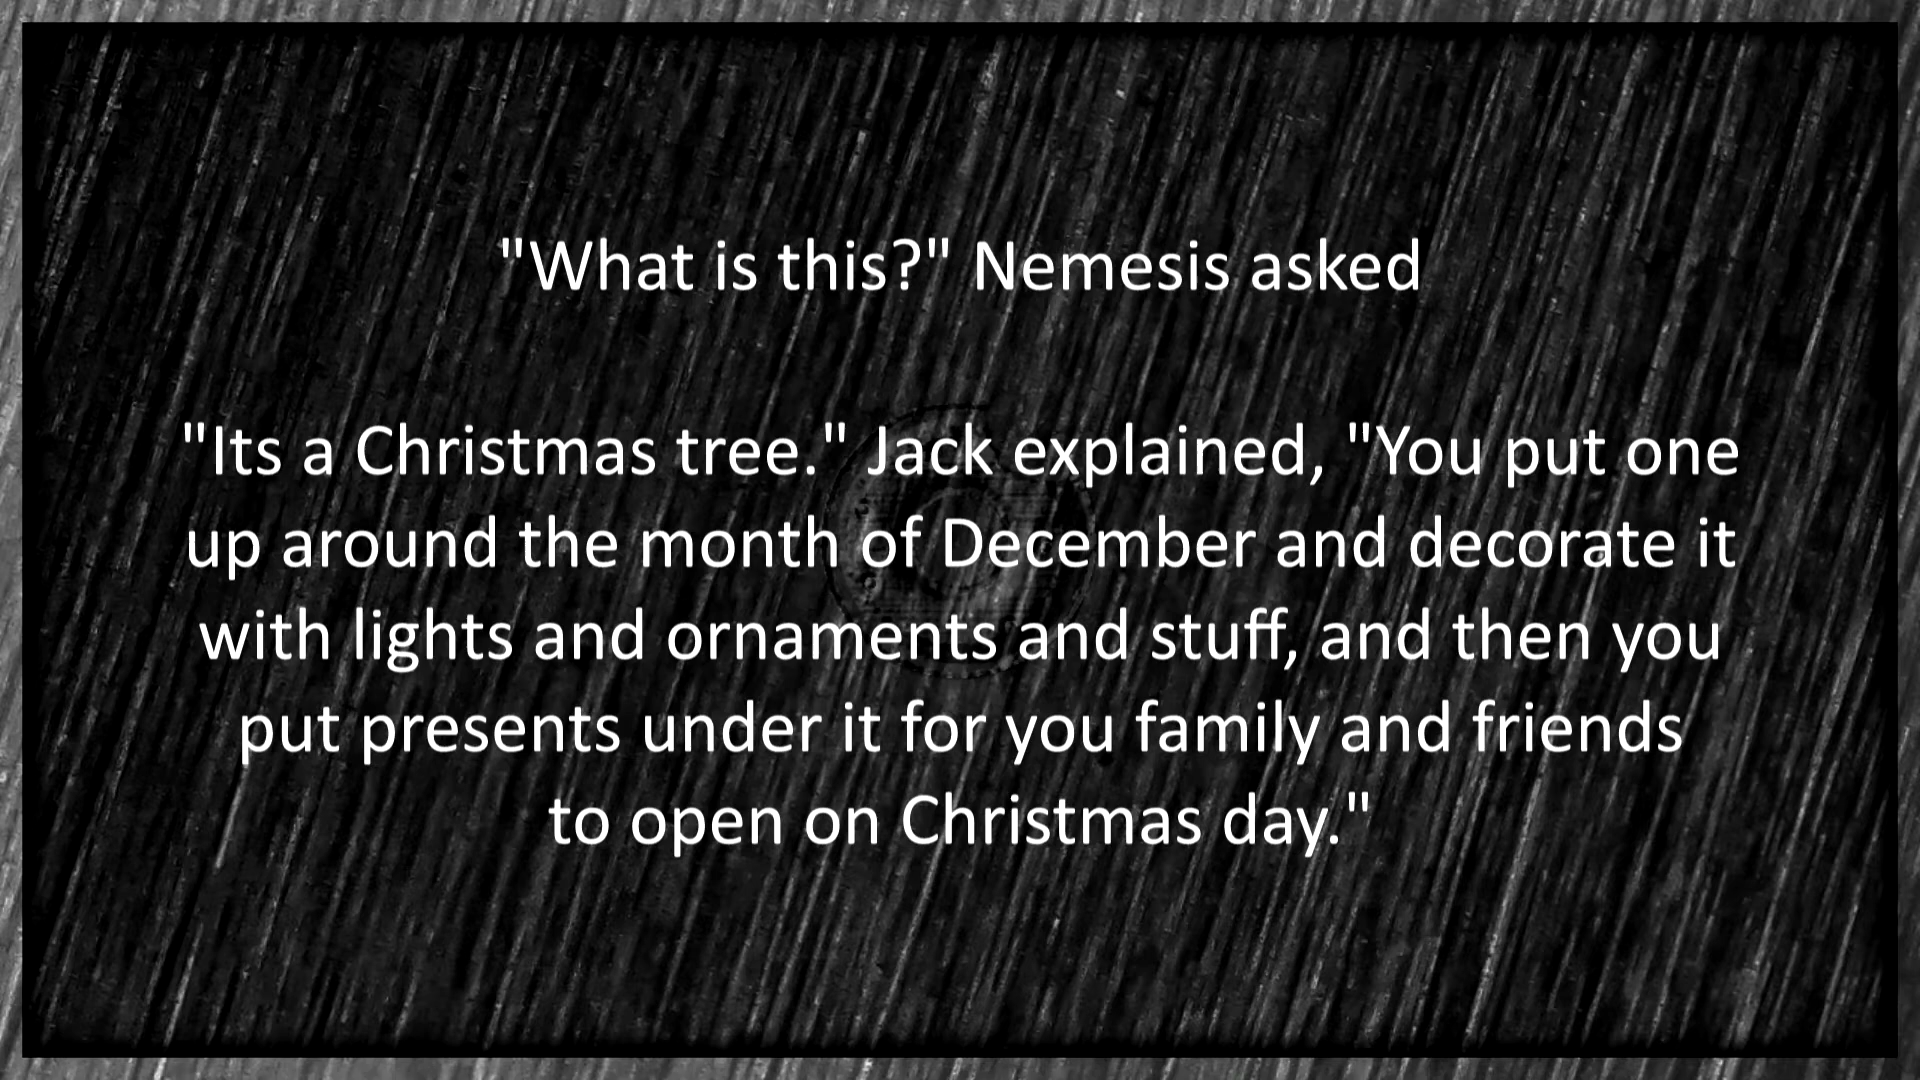 "What is this?" Nemesis asked
"Its a Christmas tree." Jack explained, "You put one
up around the month of December and decorate it
with lights and ornaments and stuff, and then you
put presents under it for you family and friends
to open on Christmas day."